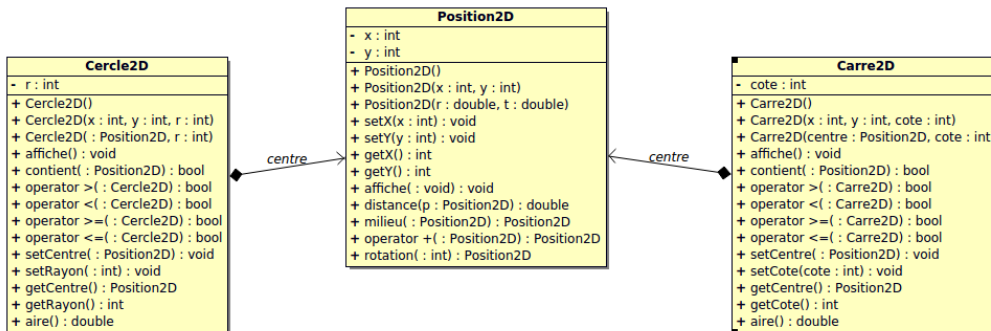 Position2D
- x : int
- y : int
+ Position2D()
+ Position2D(x : int, y : int)
+ Position2D(r : double, t : double)
+ setX(x : int) : void
+ setY(y : int) : void
+ getX() : int
+ getY() : int
+ affiche( : void) : void
+ distance(p : Position2D) : double
+ milieu( : Position2D) : Position2D
+ operator +( : Position2D) : Position2D
+ rotation( : int) : Position2D
Cercle2D
- r : int
+ Cercle2D()
+ Cercle2D(x : int, y : int, r : int)
+ Cercle2D( : Position2D, r : int)
+ affiche() : void
+ contient( : Position2D) : bool
+ operator >( : Cercle2D) : bool
+ operator <( : Cercle2D) : bool
+ operator >=( : Cercle2D) : bool
+ operator <=( : Cercle2D) : bool
+ setCentre( : Position2D) : void
+ setRayon( : int) : void
+ getCentre() : Position2D
+ getRayon() : int
+ aire() : double
centre
centre
Carre2D
- cote : int
+ Carre2D()
+ Carre2D(x : int, y : int, cote : int)
+ Carre2D(centre : Position2D, cote : int
+ affiche() : void
+ contient( : Position2D) : bool
+ operator >( : Carre2D) : bool
+ operator <( : Carre2D) : bool
+ operator >=( : Carre2D) : bool
+ operator <=( : Carre2D) : bool
+ setCentre( : Position2D) : void
+ setCote(cote : int) : void
+ getCentre() : Position2D
+ getCote() : int
+ aire() : double